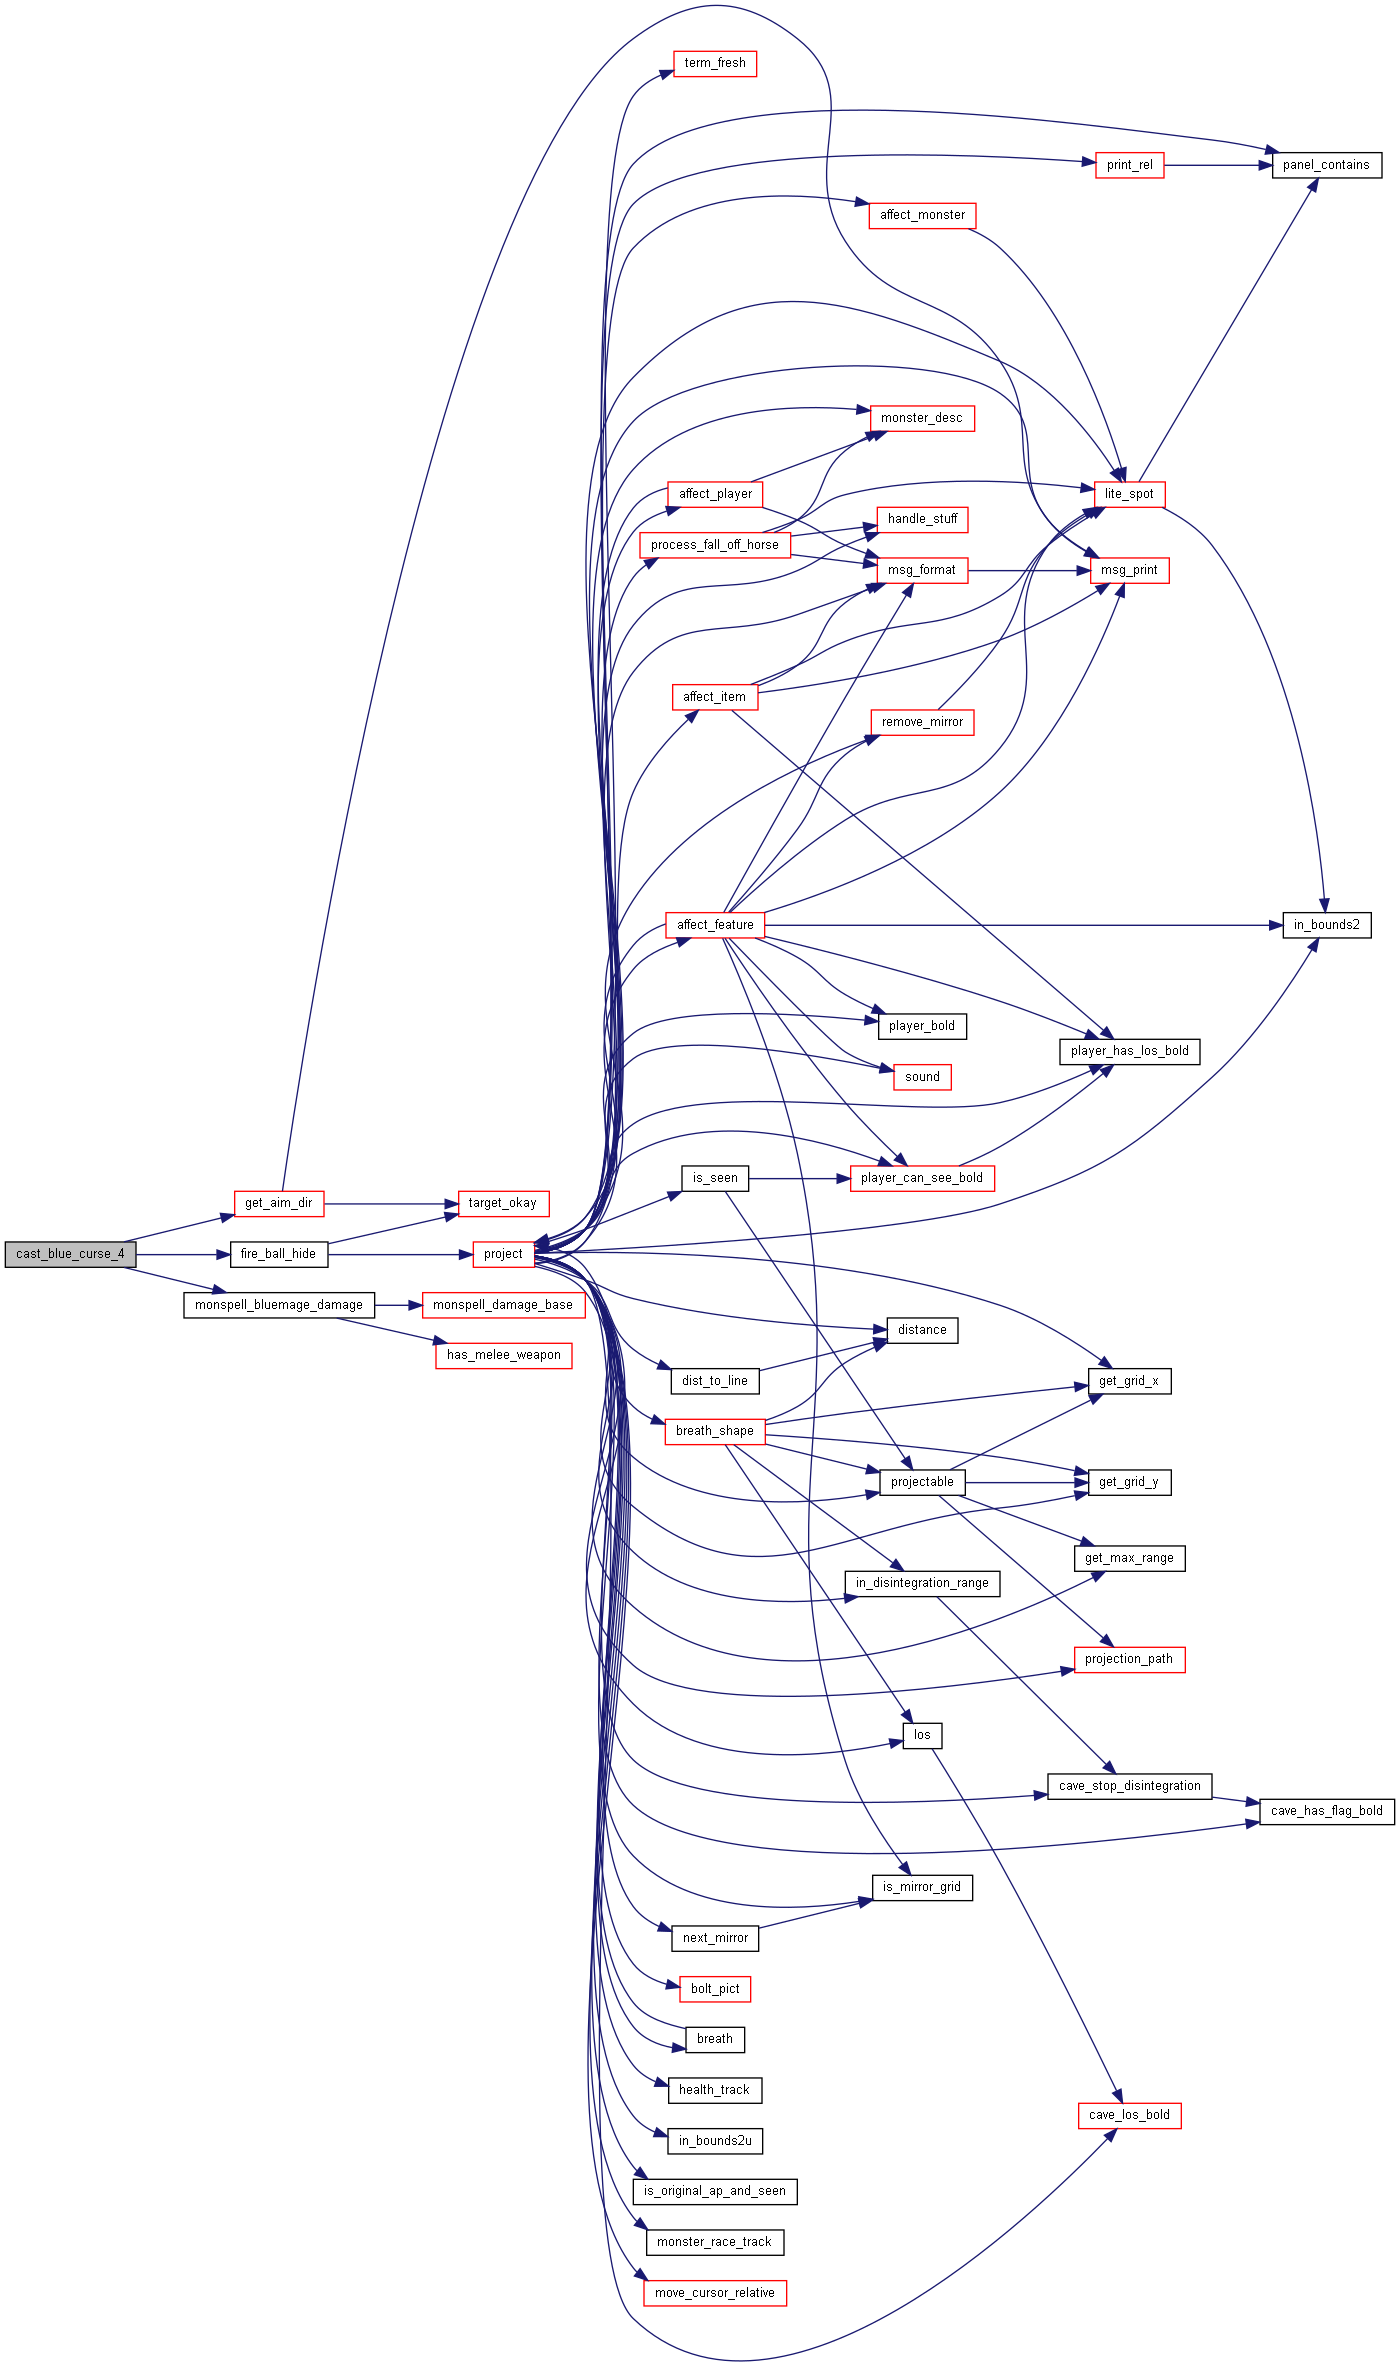 term_fresh
print_rel
panel_contains
affect_monster
monster_desc
affect_player
lite_spot
handle_stuff
process_fall_off_horse
msg_format
msg_print
affect_item
remove_mirror
affect_feature
in_bounds2
player_bold
player_has_los_bold
sound
is_seen
player_can_see_bold
get_aim_dir
target_okay
cast_blue_curse_4
fire_ball_hide
project
monspell_bluemage_damage
monspell_damage_base
distance
has_melee_weapon
dist_to_line
get_grid_x
breath_shape
projectable
get_grid_y
get_max_range
in_disintegration_range
projection_path
los
cave_stop_disintegration
cave_has_flag_bold
is_mirror_grid
next_mirror
bolt_pict
breath
health_track
cave_los_bold
in_bounds2u
is_original_ap_and_seen
monster_race_track
move_cursor_relative